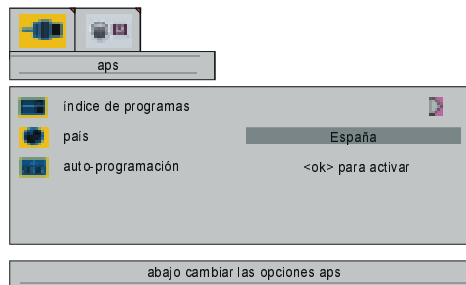 aps
índice de programas
país España
auto-programación <ok> para activar
abajo cambiar las opciones aps